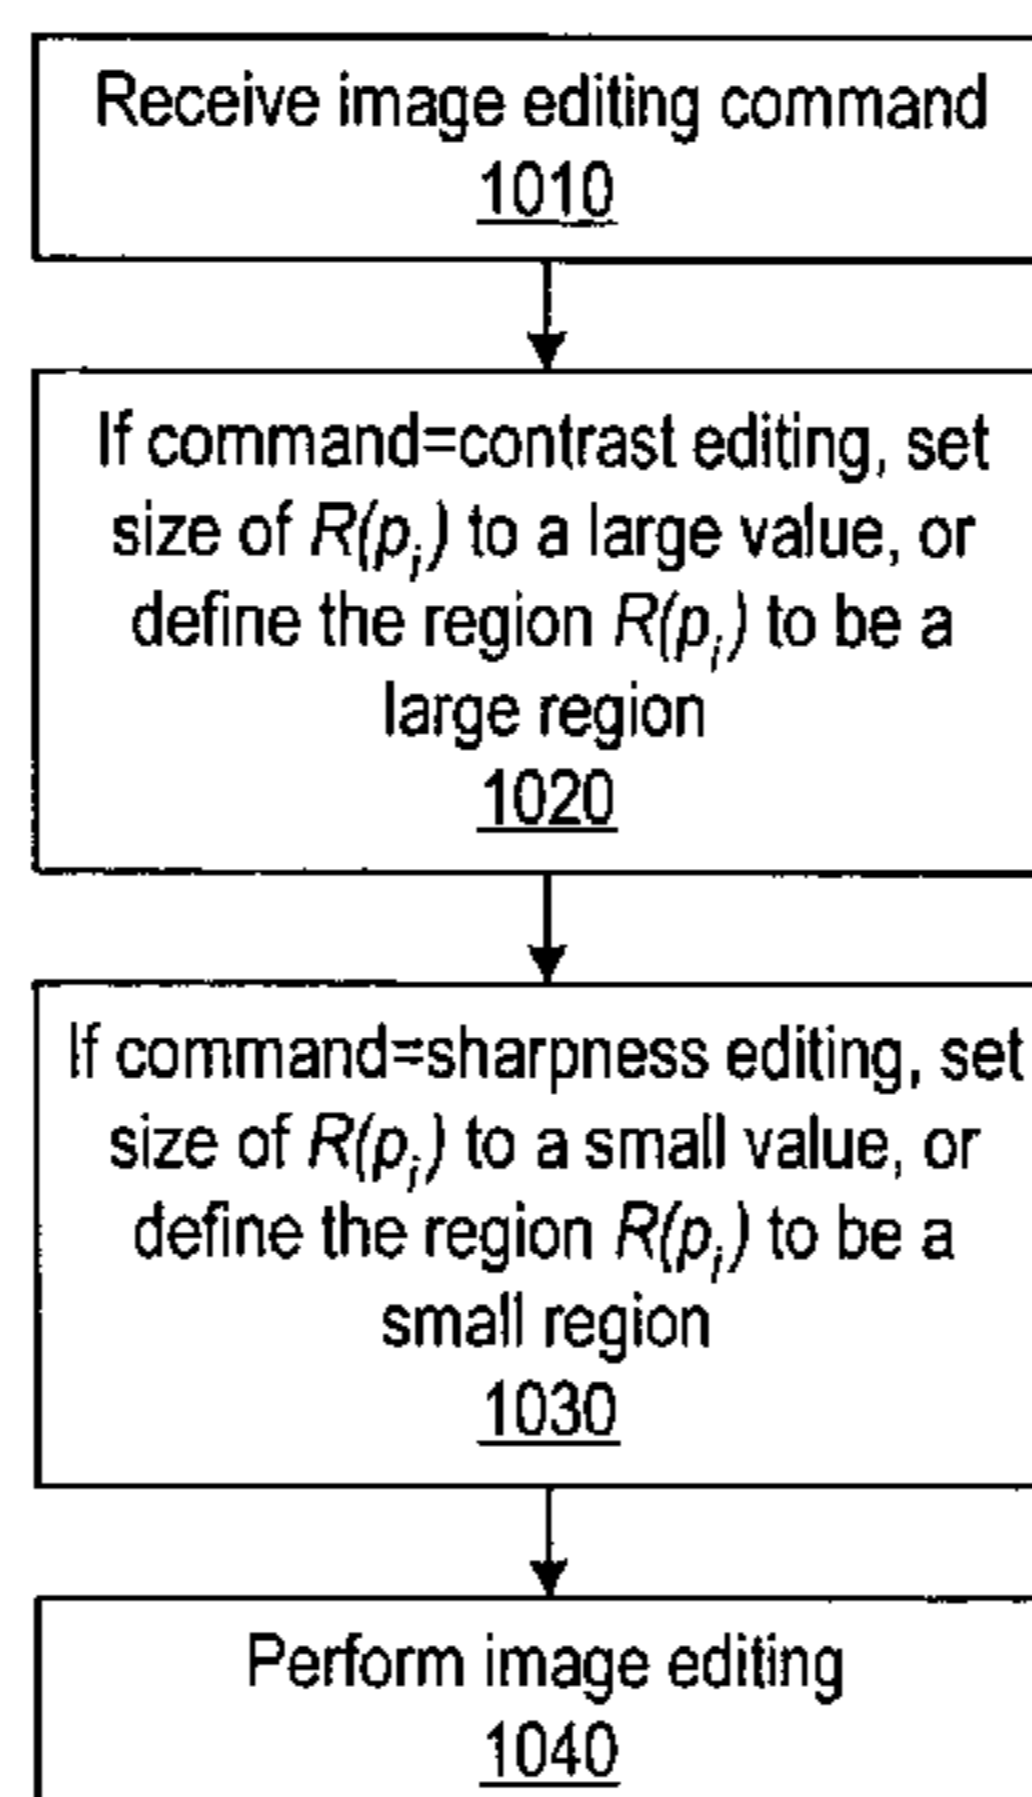 Receive image editing command
1010
If command=contrast editing, set
size of R(pi) to a large value, or
define the region R(pi) to be a
large region
1020
If command=sharpness editing, set
size of R(pi) to a small value, or
define the region R(pi) to be a
small region
1030
Perform image editing
1040